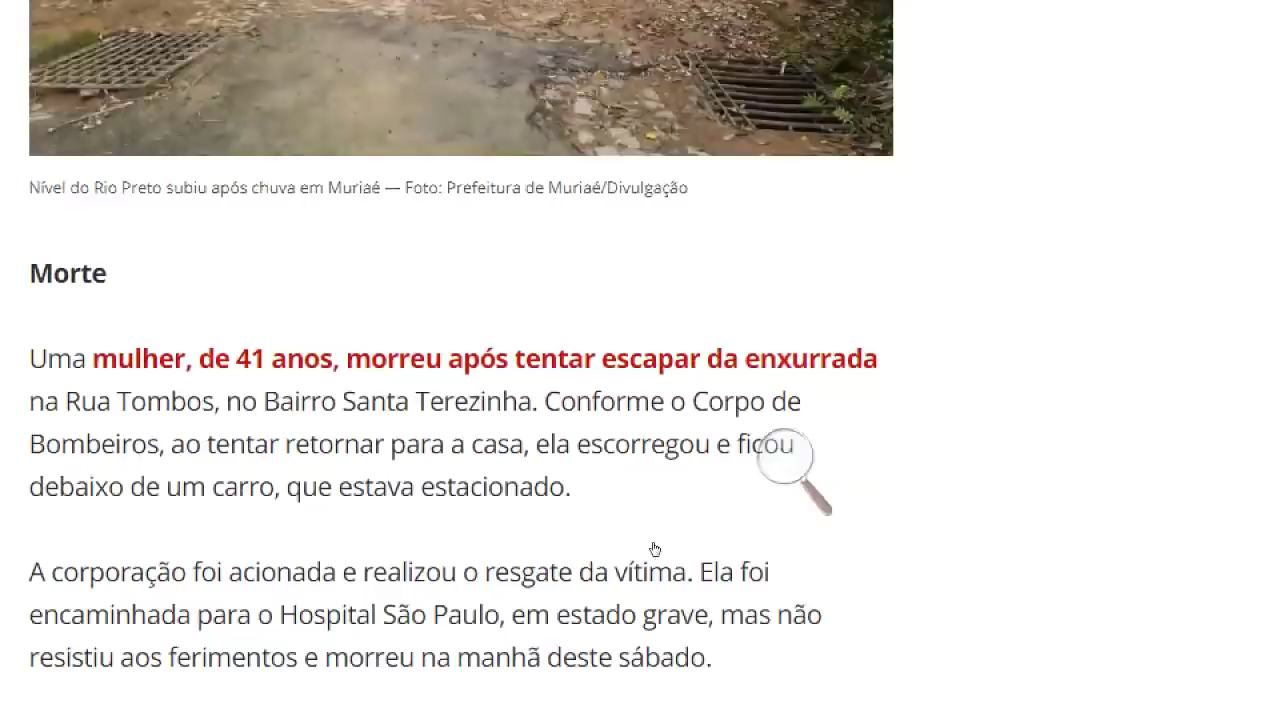 Nível do Rio Preto subiu após chuva em Muriaé — Foto: Prefeitura de Muriaé/Divulgação
Morte
Uma mulher, de 41 anos, morreu após tentar escapar da enxurrada
na Rua Tombos, no Bairro Santa Terezinha. Conforme o Corpo de
Bombeiros, ao tentar retornar para a casa, ela escorregou e ficou
debaixo de um carro, que estava estacionado.
A corporação foi acionada e realizou o resgate da vítima. Ela foi
encaminhada para o Hospital São Paulo, em estado grave, mas não
resistiu aos ferimentos e morreu na manhã deste sábado.